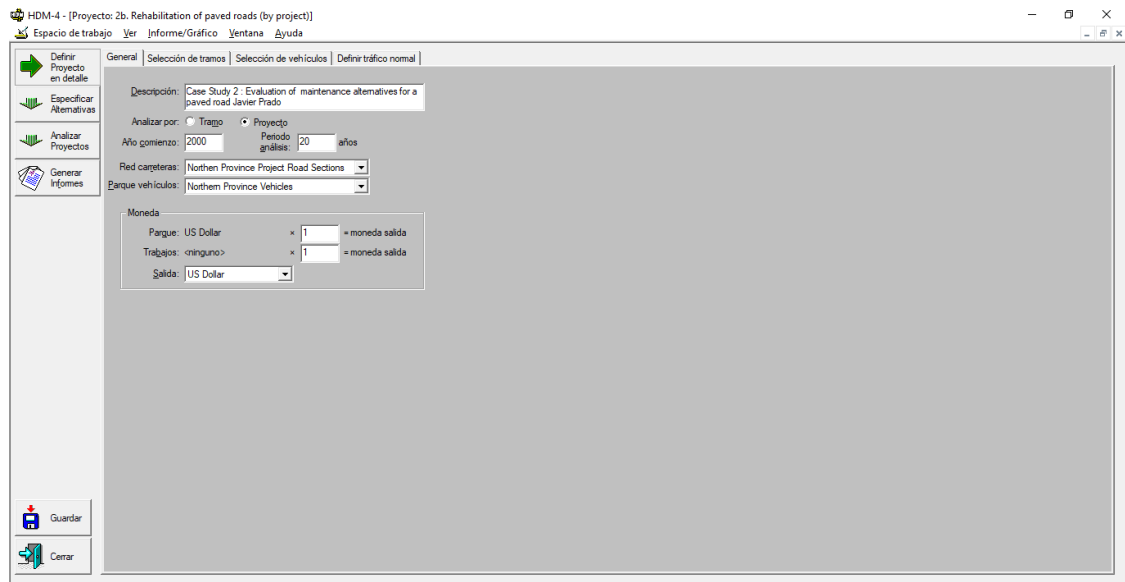 HDM-4 - [Proyecto: 2b. Rehabilitation of paved roads (by project)]
Espacio de trabajo Ver Informe/Gráfico Ventana Ayuda
Definir Proyecto en detalle
Especificar Alternativas
Analizar Proyectos
Generar Informes
General Selección de tramos Selección de vehículos Definir tráfico normal
Descripción: Case Study 2 : Evaluation of maintenance alternatives for a
paved road Javier Prado
Analizar por: Tramo Proyecto
Año comienzo: 2000 Periodo análisis: 20 años
Red carreteras: Northen Province Project Road Sections
Parque vehículos: Northern Province Vehicles
Moneda
Parque: US Dollar × 1 = moneda salida
Trabajos: <ninguno> × 1 = moneda salida
Salida: US Dollar
Guardar
Cerrar